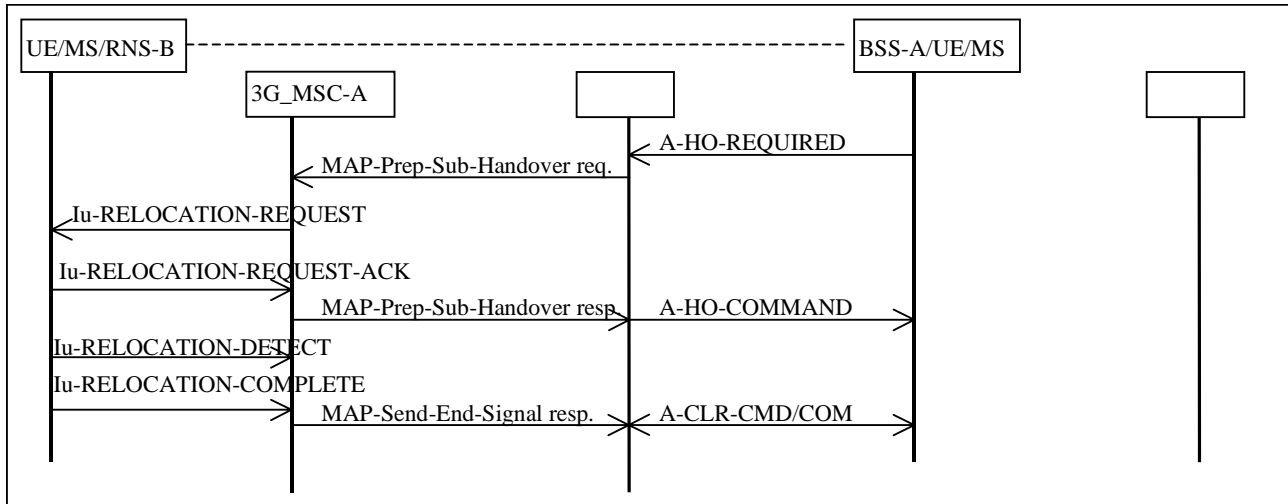 UE/MS/RNS-B
BSS-A/UE/MS
3G_MSC-A
A-HO-REQUIRED
MAP-Prep-Sub-Handover req.
Iu-RELOCATION-REQUEST
Iu-RELOCATION-REQUEST-ACK
MAP-Prep-Sub-Handover resp.
A-HO-COMMAND
Iu-RELOCATION-DETECT
Iu-RELOCATION-COMPLETE
MAP-Send-End-Signal resp.
A-CLR-CMD/COM